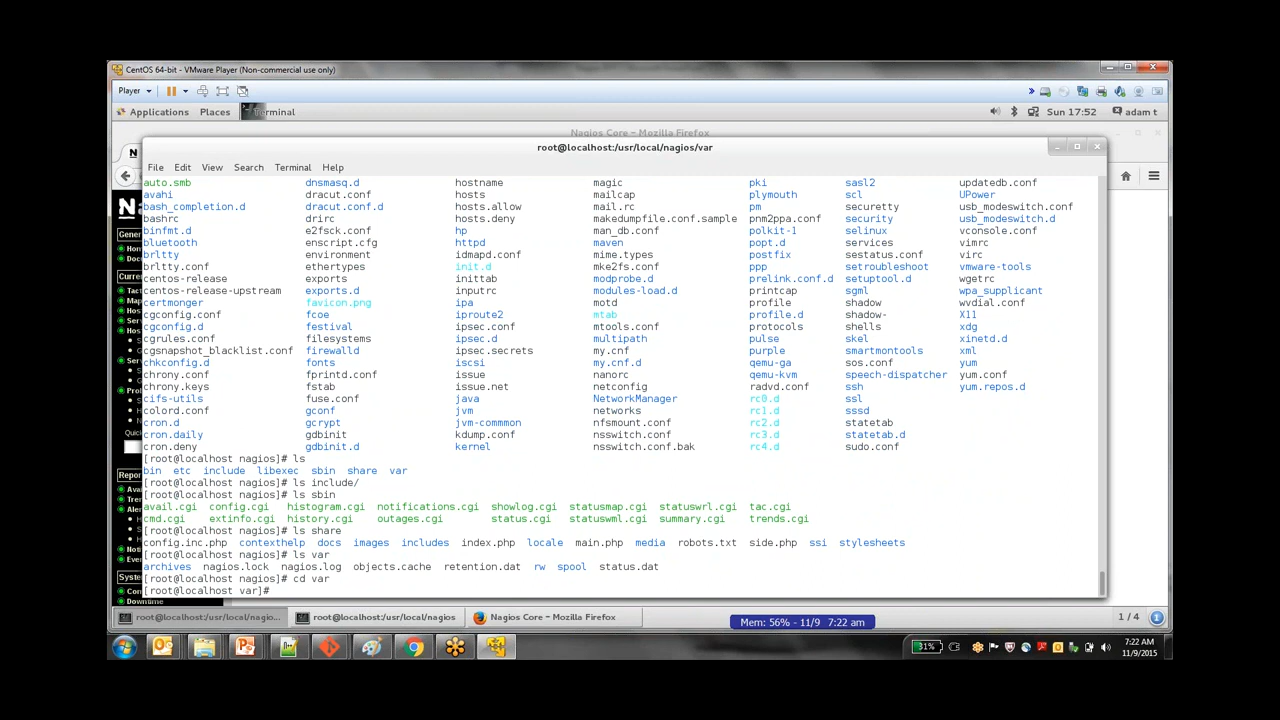 CentOS 64-bit - VMware Player (Non-commercial use only)
Player
Applications Places Terminal Sun 17:52 adam t
Nagios Core - Mozilla Firefox
root@localhost:/usr/local/nagios/var
File Edit View Search Terminal Help
auto.smb dnsmasq.d hostname magic pki sasl2 updatedb.conf
avahi dracut.conf hosts mailcap plymouth scl UPower
bash_completion.d dracut.conf.d hosts.allow mail.rc pm securetty usb_modeswitch.conf
bashrc drirc hosts.deny makedumpfile.conf.sample pnm2ppa.conf security usb_modeswitch.d
binfmt.d e2fsck.conf hp man_db.conf polkit-1 selinux vconsole.conf
bluetooth enscript.cfg httpd maven popt.d services vimrc
brltty environment idmapd.conf mime.types postfix sestatus.conf virc
brltty.conf ethertypes init.d mke2fs.conf ppp setroubleshoot vmware-tools
centos-release exports inittab modprobe.d prelink.conf.d setuptool.d wgetrc
centos-release-upstream exports.d inputrc modules-load.d printcap sgml wpa_supplicant
certmonger favicon.png ipa motd profile shadow wvdial.conf
cgconfig.conf fcoe iproute2 mtab profile.d shadow- X11
cgconfig.d festival ipsec.conf mtools.conf protocols shells xdg
cgrules.conf filesystems ipsec.d multipath pulse skel xinetd.d
cgsnapshot_blacklist.conf firewalld ipsec.secrets my.cnf purple smartmontools xml
chkconfig.d fonts iscsi my.cnf.d qemu-ga sos.conf yum
chrony.conf fprintd.conf issue nanorc qemu-kvm speech-dispatcher yum.conf
chrony.keys fstab issue.net netconfig radvd.conf ssh yum.repos.d
cifs-utils fuse.conf java NetworkManager rc0.d ssl
colord.conf gconf jvm networks rc1.d sssd
cron.d gcrypt jvm-commmon nfsmount.conf rc2.d statetab
cron.daily gdbinit kdump.conf nsswitch.conf rc3.d statetab.d
cron.deny gdbinit.d kernel nsswitch.conf.bak rc4.d sudo.conf
[root@localhost nagios]# ls
bin etc include libexec sbin share var
[root@localhost nagios]# ls include/
[root@localhost nagios]# ls sbin
avail.cgi config.cgi histogram.cgi notifications.cgi showlog.cgi statusmap.cgi statuswrl.cgi tac.cgi
cmd.cgi extinfo.cgi history.cgi outages.cgi status.cgi statuswml.cgi summary.cgi trends.cgi
[root@localhost nagios]# ls share
config.inc.php contexthelp docs images includes index.php locale main.php media robots.txt side.php ssi stylesheets
[root@localhost nagios]# ls var
archives nagios.lock nagios.log objects.cache retention.dat rw spool status.dat
[root@localhost nagios]# cd var
[root@localhost var]#
Downtime
root@localhost:/usr/local/nagio... root@localhost:/usr/local/nagios Nagios Core - Mozilla Firefox 1 / 4
Mem: 56% - 11/9 7:22 am
31% 7:22 AM
11/9/2015